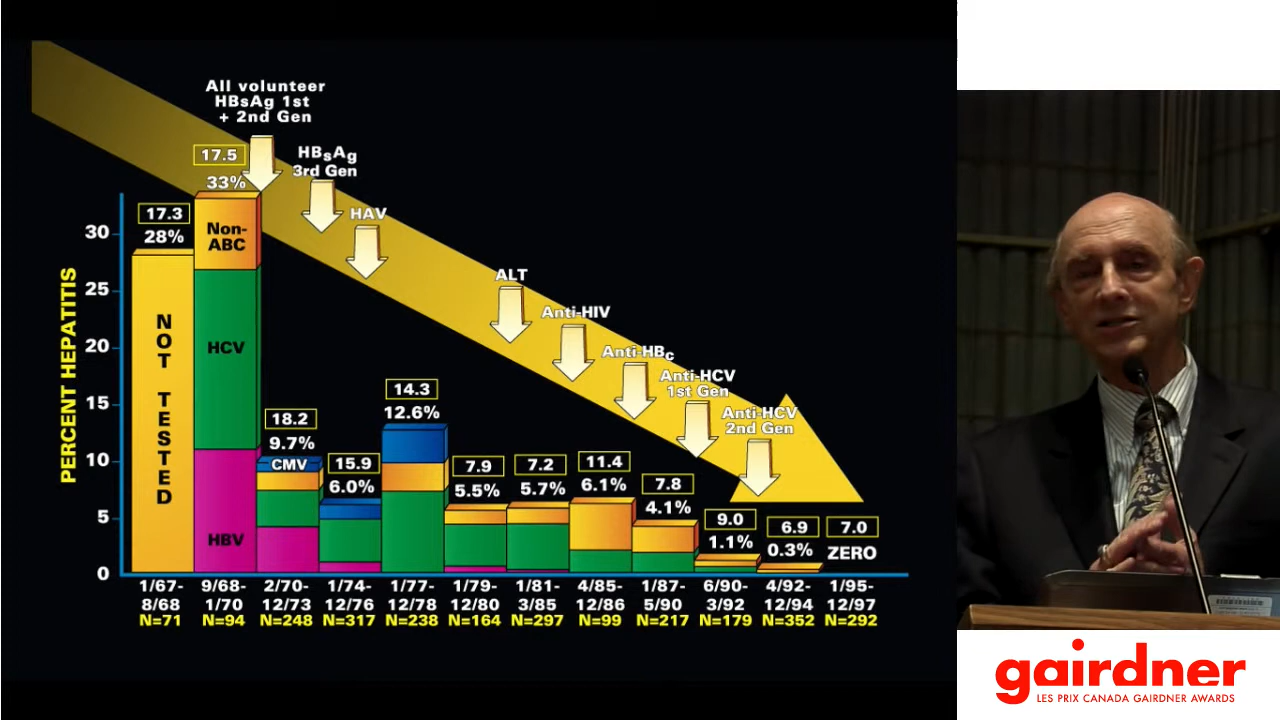 All volunteer
HBsAg 1st
+ 2nd Gen
17.5
33%
HBsAg
3rd Gen
HAV
17.3
28%
ALT
Anti-HIV
Anti-HBc
Anti-HCV
1st Gen
Anti-HCV
2nd Gen
PERCENT HEPATITIS
30
25
20
15
10
5
0
NOT TESTED
Non-
ABC
HCV
HBV
18.2
9.7%
CMV
15.9
6.0%
14.3
12.6%
7.9
5.5%
7.2
5.7%
11.4
6.1%
7.8
4.1%
9.0
1.1%
6.9
0.3%
7.0
ZERO
1/67- 9/68- 2/70- 1/74- 1/77- 1/79- 1/81- 4/85- 1/87- 6/90- 4/92- 1/95-
8/68 1/70 12/73 12/76 12/78 12/80 3/85 12/86 5/90 3/92 12/94 12/97
N=71 N=94 N=248 N=317 N=238 N=164 N=297 N=99 N=217 N=179 N=352 N=292
gairdner
LES PRIX CANADA GAIRDNER AWARDS